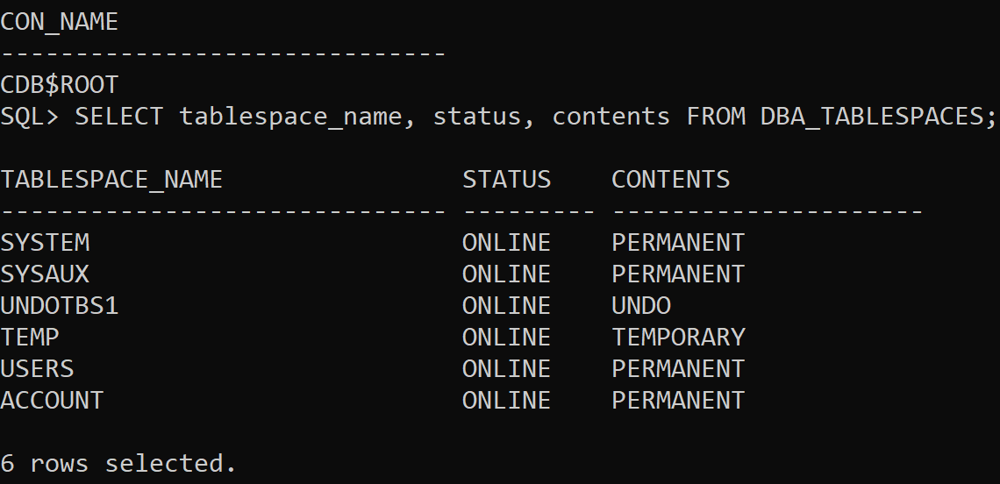 CON_NAME
------------------------------
CDB$ROOT
SQL> SELECT tablespace_name, status, contents FROM DBA_TABLESPACES;
TABLESPACE_NAME                STATUS    CONTENTS
------------------------------ --------- ---------------------
SYSTEM                         ONLINE    PERMANENT
SYSAUX                         ONLINE    PERMANENT
UNDOTBS1                       ONLINE    UNDO
TEMP                           ONLINE    TEMPORARY
USERS                          ONLINE    PERMANENT
ACCOUNT                        ONLINE    PERMANENT
6 rows selected.